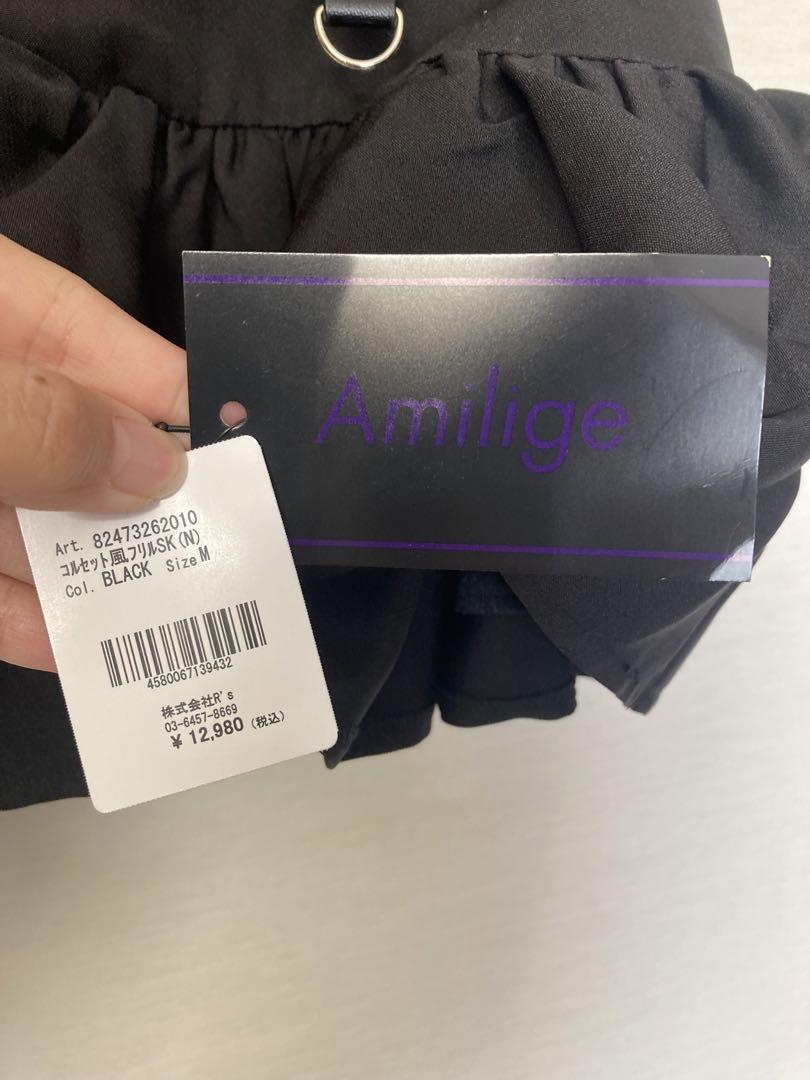 Amilige
Art. 82473262010
コルセット風フリルSK(N)
Col. BLACK Size M
4580067139432
株式会社R's
03-6457-8669
¥ 12,980 (税込)